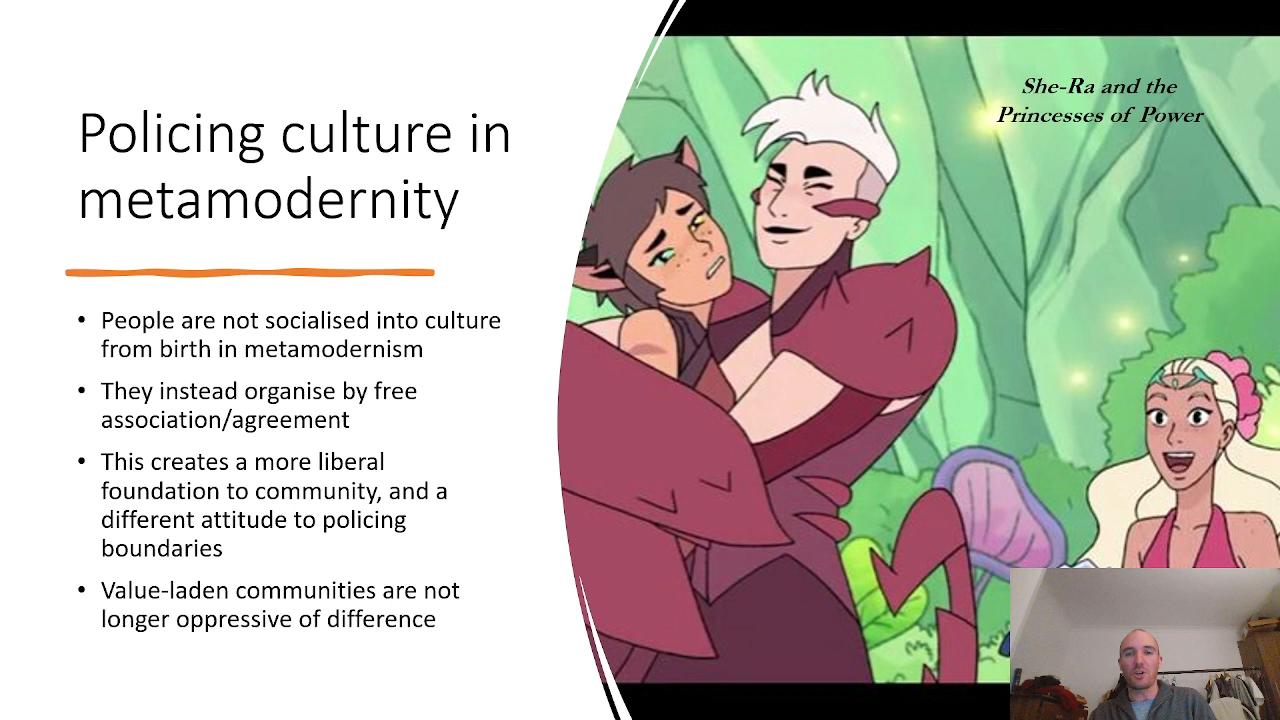 Policing culture in
metamodernity
• People are not socialised into culture
from birth in metamodernism
• They instead organise by free
association/agreement
• This creates a more liberal
foundation to community, and a
different attitude to policing
boundaries
• Value-laden communities are not
longer oppressive of difference
She-Ra and the
Princesses of Power